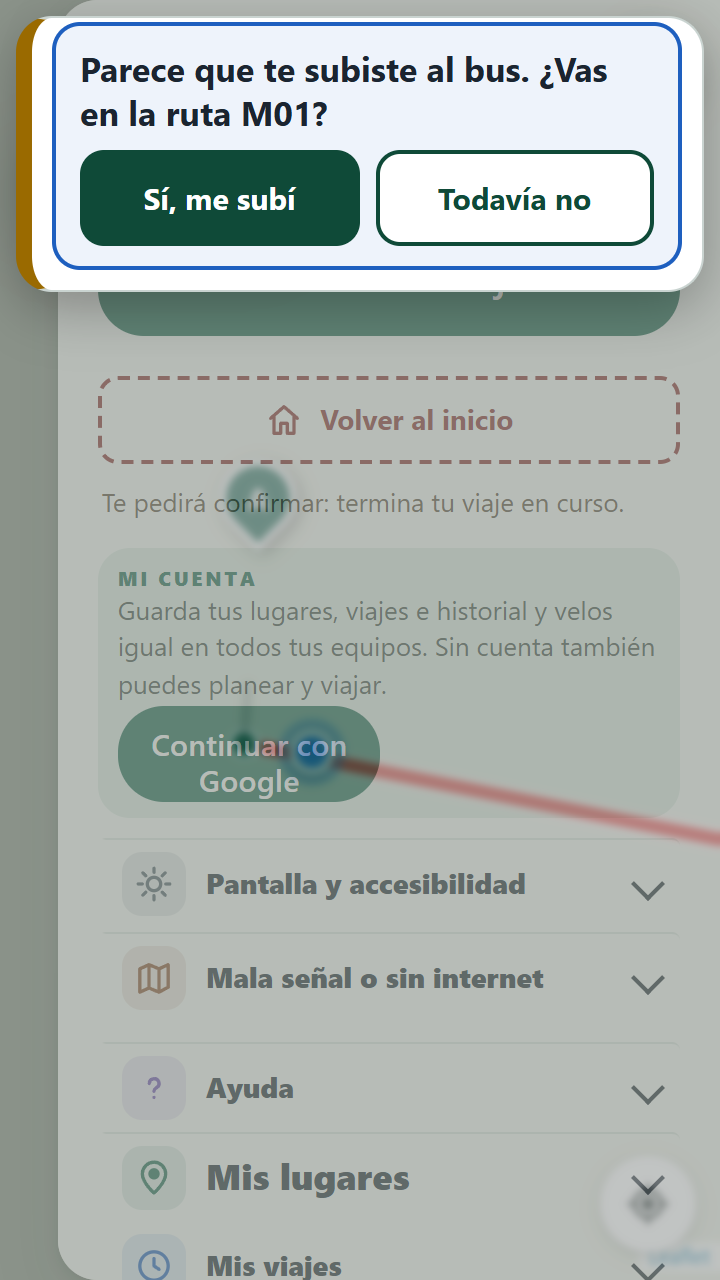 Parece que te subiste al bus. ¿Vas
en la ruta M01?
Sí, me subí
Todavía no
Volver al inicio
Te pedirá confirmar: termina tu viaje en curso.
MI CUENTA
Guarda tus lugares, viajes e historial y velos
igual en todos tus equipos. Sin cuenta también
puedes planear y viajar.
Continuar con
Google
Pantalla y accesibilidad
Mala señal o sin internet
?
Ayuda
Mis lugares
Mis viajes